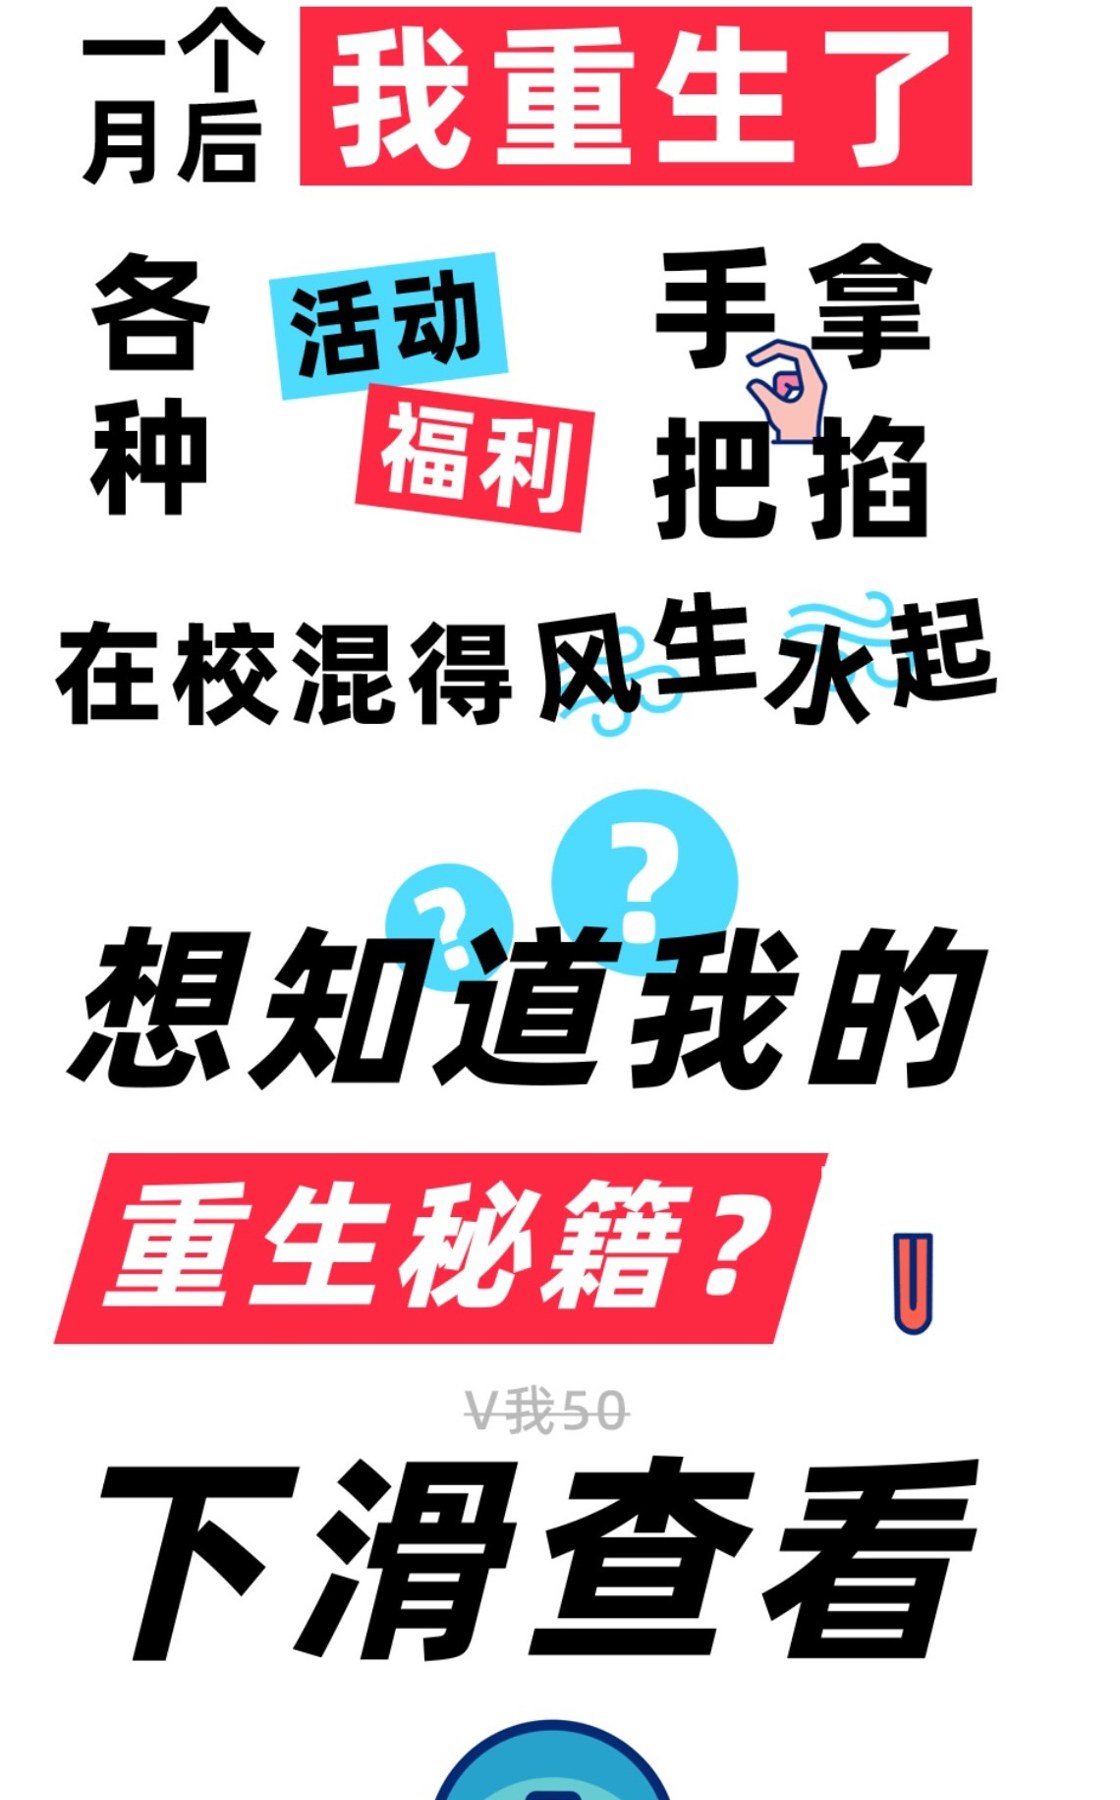 一个月后 我重生了
各种 活动 福利 手拿把掐
在校混得风生水起
? ?
想知道我的
重生秘籍?
V我50
下滑查看